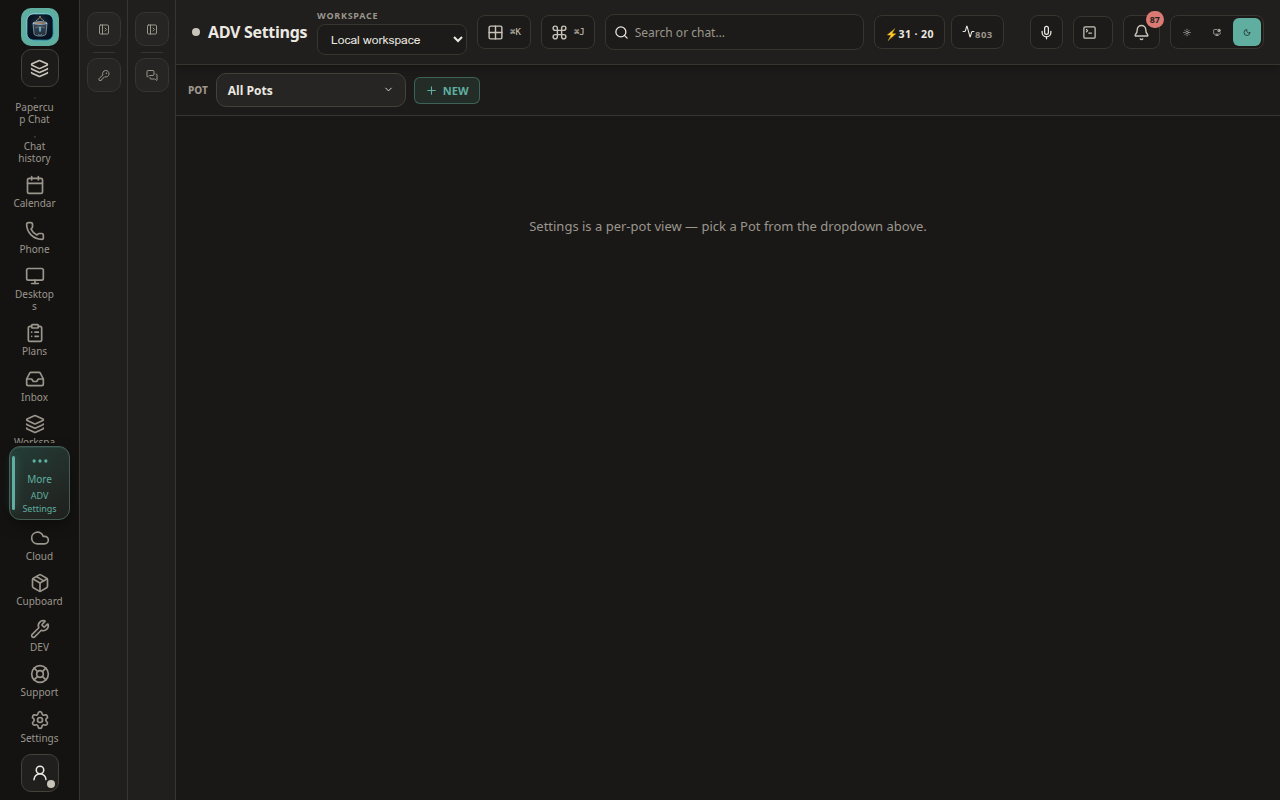 ADV Settings
WORKSPACE
Local workspace
⌘K
⌘J
Search or chat...
⚡31 · 20
803
87
POT
All Pots
NEW
Settings is a per-pot view — pick a Pot from the dropdown above.
Papercu
p Chat
Chat
history
Calendar
Phone
Desktop
s
Plans
Inbox
Workspa
More
ADV
Settings
Cloud
Cupboard
DEV
Support
Settings